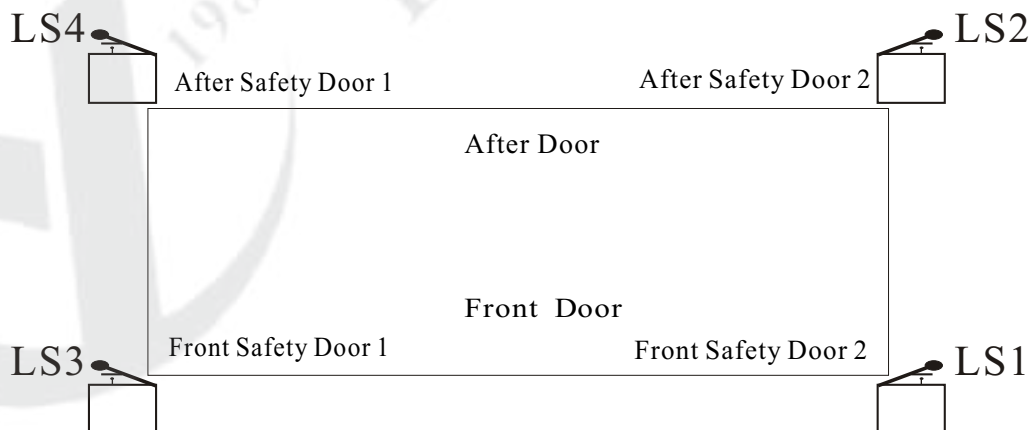 LS4
LS2
After Safety Door 1
After Safety Door 2
After Door
Front Door
Front Safety Door 1
Front Safety Door 2
LS3
LS1